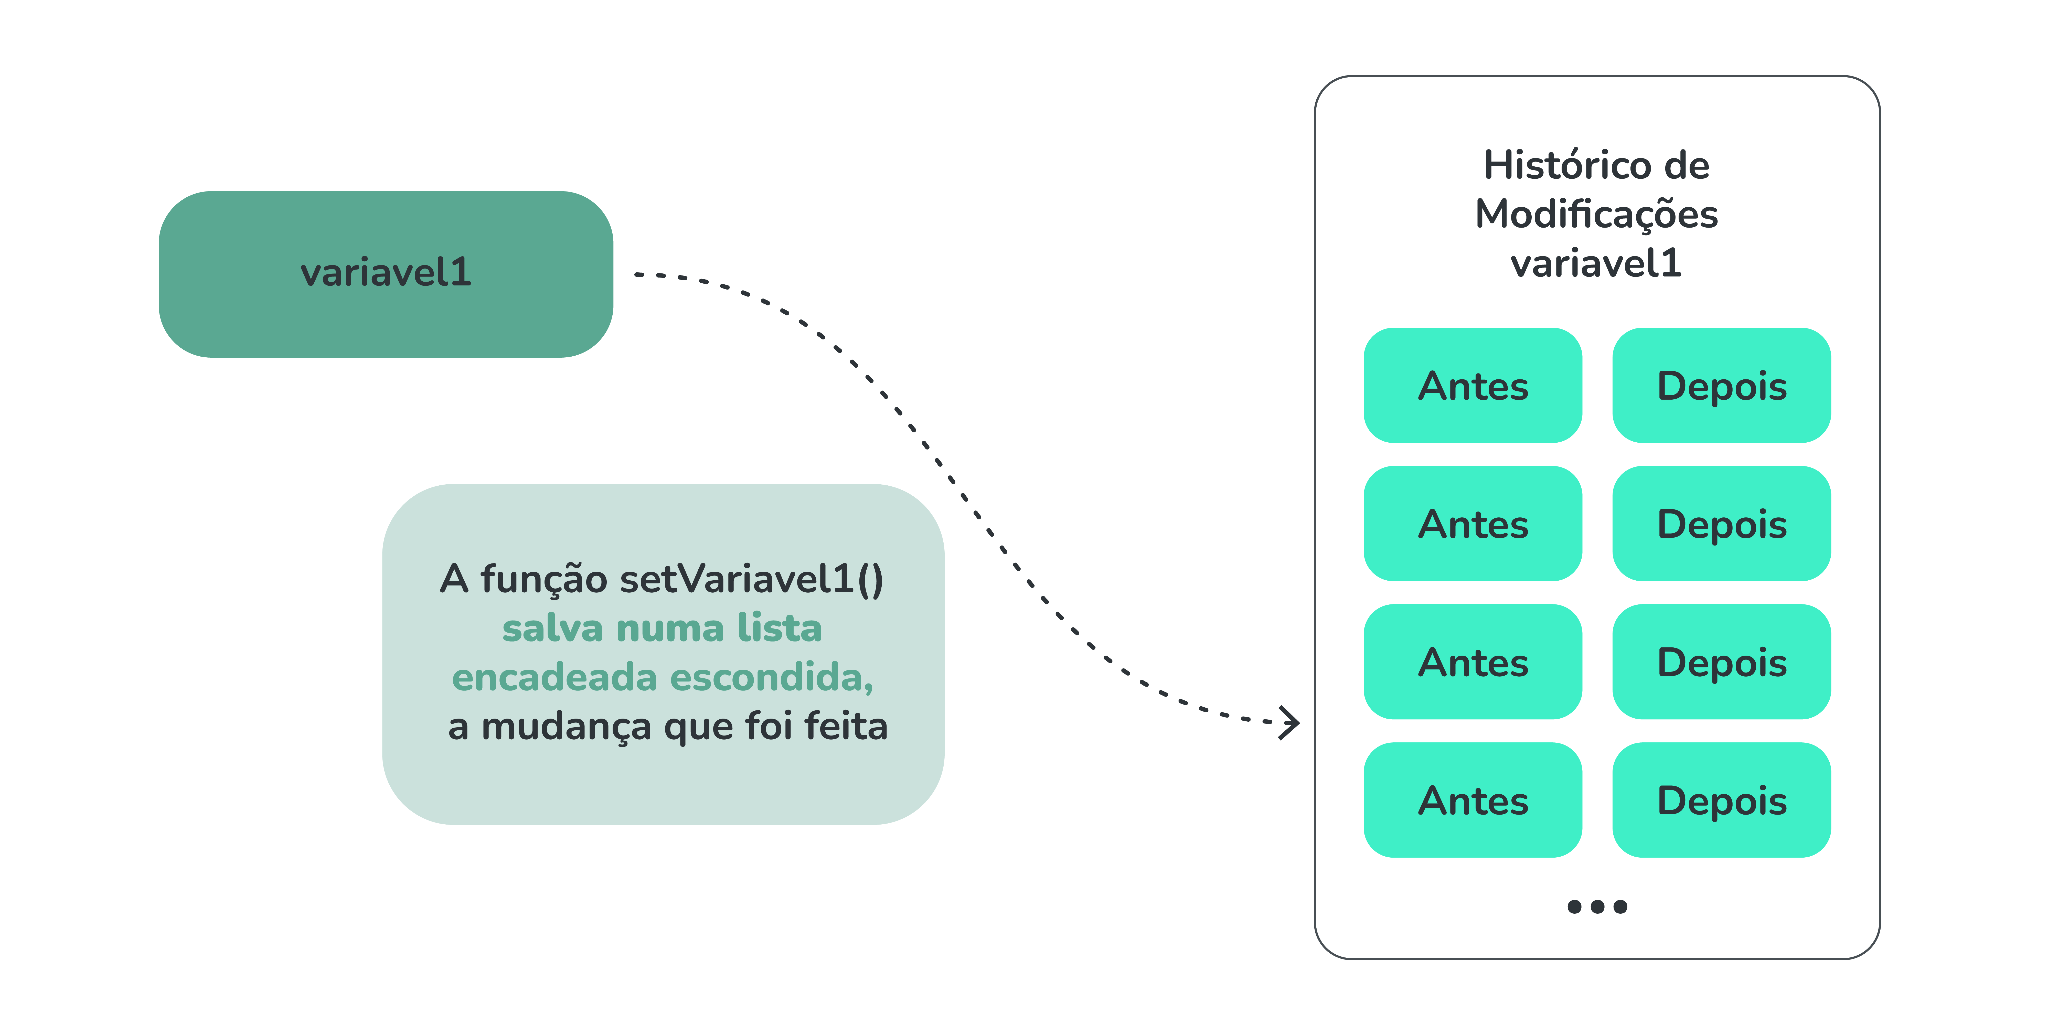 variavel1
A função setVariavel1()
salva numa lista
encadeada escondida,
a mudança que foi feita
Histórico de
Modificações
variavel1
Antes Depois
Antes Depois
Antes Depois
Antes Depois
...